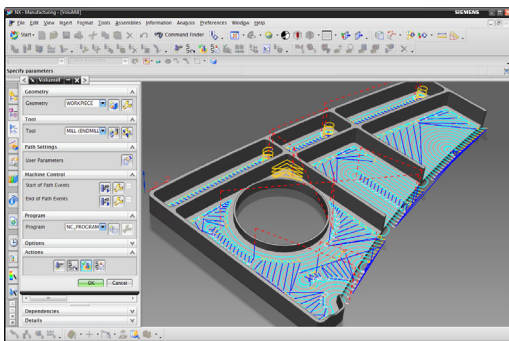 NX - Manufacturing - [VoluMill]
SIEMENS
File Edit View Insert Format Tools Assemblies Information Analysis Preferences Window Help
Start
Command Finder
Specify parameters
Volumill
Geometry
Geometry WORKPIECE
Tool
Tool MILL (ENDMILL
Path Settings
User Parameters
Machine Control
Start of Path Events
End of Path Events
Program
Program NC_PROGRAM
Options
Actions
OK Cancel
Dependencies
Details